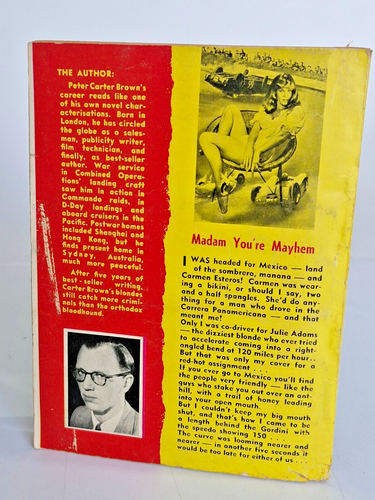 THE AUTHOR:
Peter Carter Brown's
career reads like one
of his own novel char-
acterisations. Born in
London, he has circled
the globe as a sales-
man, publicity writer,
film technician, and
finally, as best-seller
author. War service
in Combined Opera-
tions' landing craft
saw him in action in
Commando raids, in
D-Day landings and
aboard cruisers in the
Pacific. Postwar homes
included Shanghai and
Hong Kong, but he
finds present home in
Sydney, Australia,
much more peaceful.
After five years of
best-seller writing,
Carter Brown's blondes
still catch more crimi-
nals than the orthodox
bloodhound.
Madam You're Mayhem
I WAS headed for Mexico — land
of the sombrero, manana — and
Carmen Esteros! Carmen was wear-
ing a bikini, or should I say, two
and a half spangles. She'd do any-
thing for a man who drove in the
Carrera Panamericana — and that
meant me!
Only I was co-driver for Julie Adams
— the dizziest blonde who ever tried
to accelerate coming into a right-
angled bend at 120 miles per hour..
But that was only my cover for a
red-hot assignment . . .
If you ever go to Mexico you'll find
the people very friendly — like the
guys who stake you out over an ant-
hill, with a trail of honey leading
into your open mouth.
But I couldn't keep my big mouth
shut, and that's how I came to be
a length behind the Gordini with
the speedo showing 150 . . .
The curve was looming nearer and
nearer — in another five seconds it
would be too late for either of us . . .